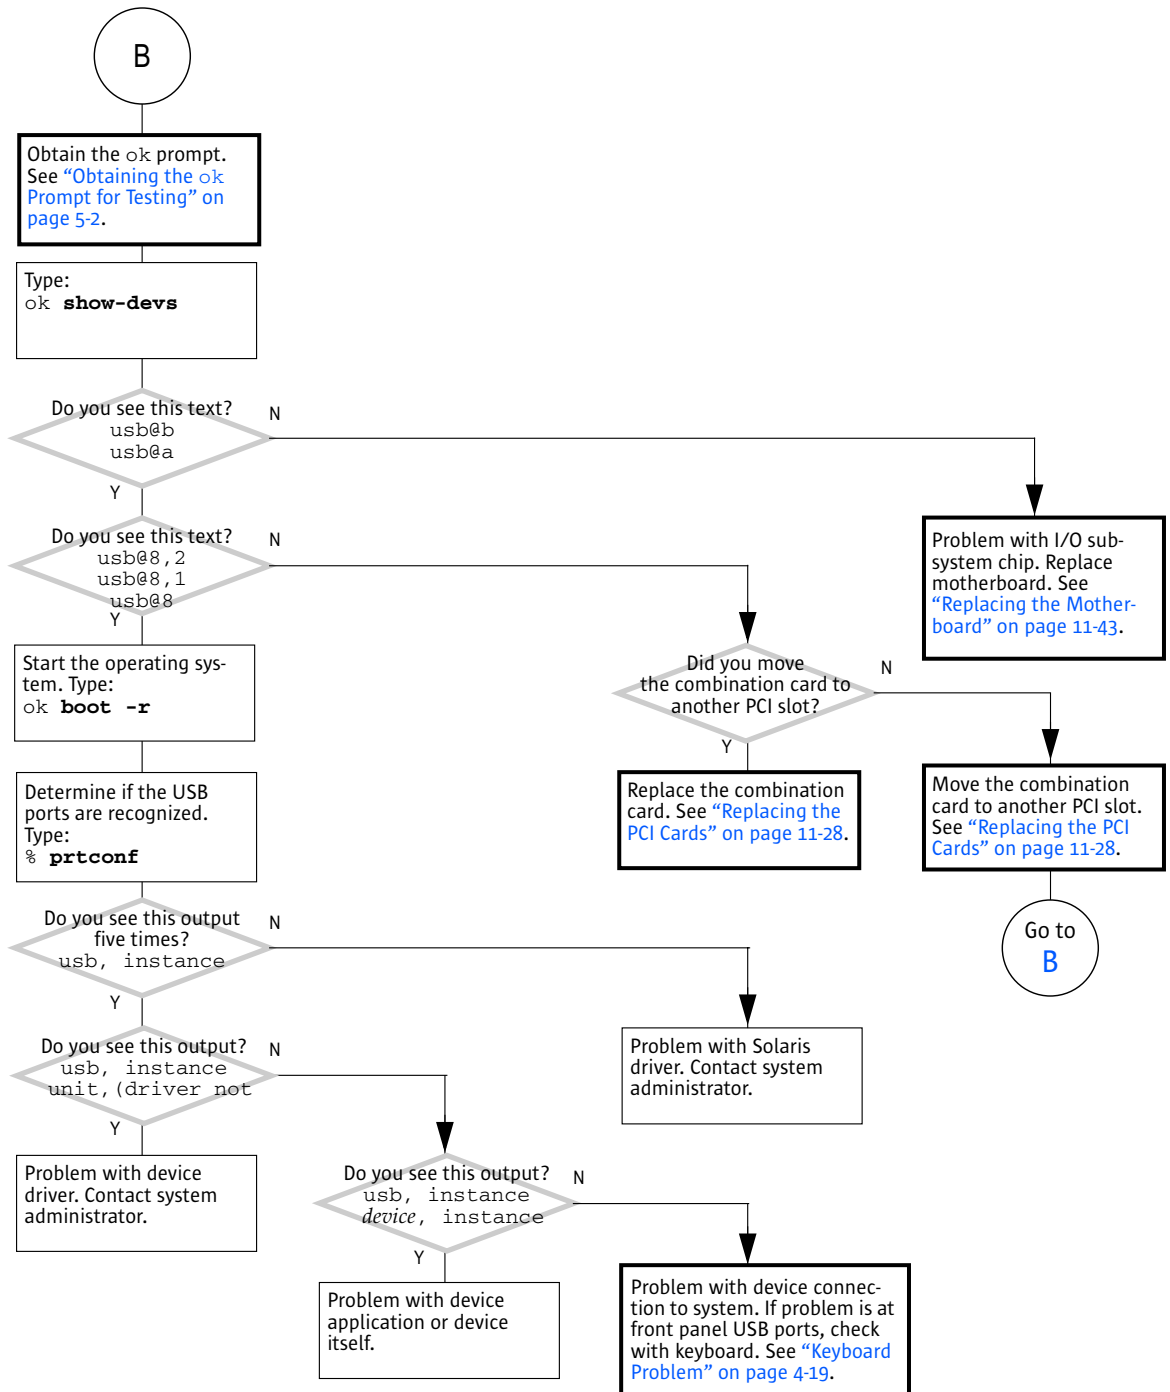 B
Obtain the ok prompt.
See “Obtaining the ok
Prompt for Testing” on
page 5-2.
Type:
ok show-devs
Do you see this text?
usb@b
usb@a
N
Y
Do you see this text?
usb@8,2
usb@8,1
usb@8
N
Y
Problem with I/O sub-
system chip. Replace
motherboard. See
“Replacing the Mother-
board” on page 11-43.
Start the operating sys-
tem. Type:
ok boot -r
Did you move
the combination card to
another PCI slot?
N
Y
Determine if the USB
ports are recognized.
Type:
% prtconf
Replace the combination
card. See “Replacing the
PCI Cards” on page 11-28.
Move the combination
card to another PCI slot.
See “Replacing the PCI
Cards” on page 11-28.
Go to
B
Do you see this output
five times?
usb, instance
N
Y
Problem with Solaris
driver. Contact system
administrator.
Do you see this output?
usb, instance
unit,(driver not
N
Y
Problem with device
driver. Contact system
administrator.
Do you see this output?
usb, instance
device, instance
N
Y
Problem with device
application or device
itself.
Problem with device connec-
tion to system. If problem is at
front panel USB ports, check
with keyboard. See “Keyboard
Problem” on page 4-19.